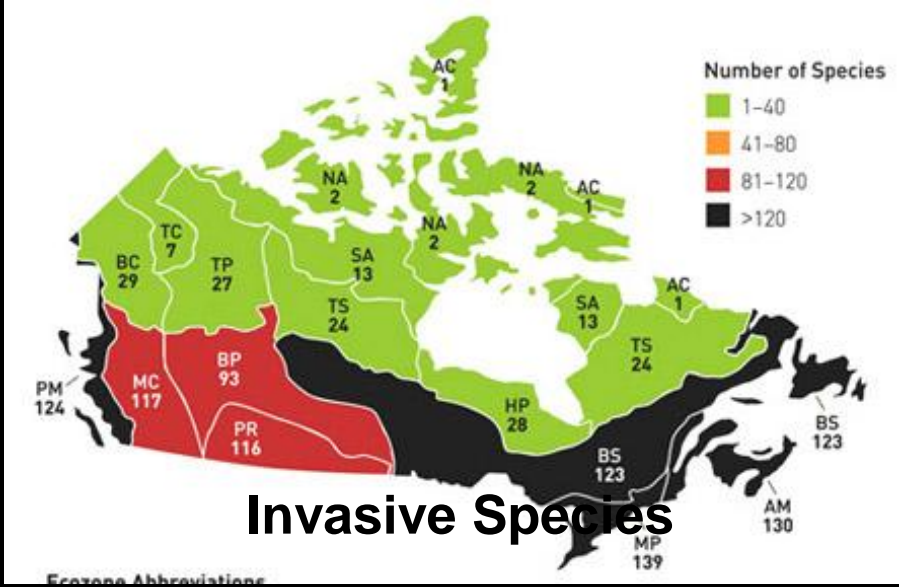 AC
1
Number of Species
1–40
41–80
81–120
>120
NA
2
NA
2
AC
1
NA
2
TC
7
BC
29
TP
27
SA
13
AC
1
SA
13
TS
24
TS
24
BP
93
MC
117
PM
124
PR
116
HP
28
BS
123
BS
123
AM
130
Invasive Species
MP
139
Ecozone Abbreviations